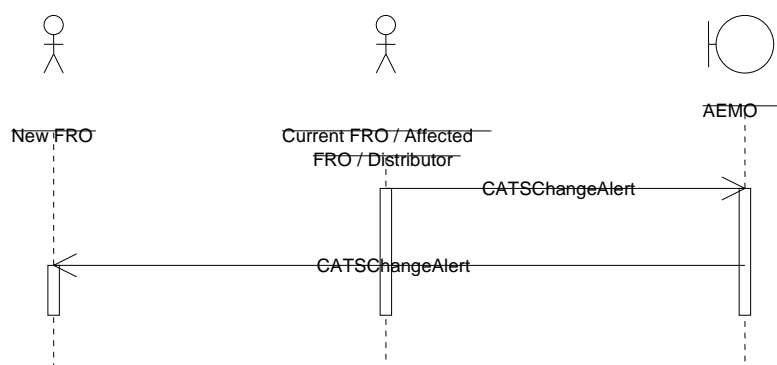 New FRO
Current FRO / Affected
FRO / Distributor
AEMO
CATSChangeAlert
CATSChangeAlert